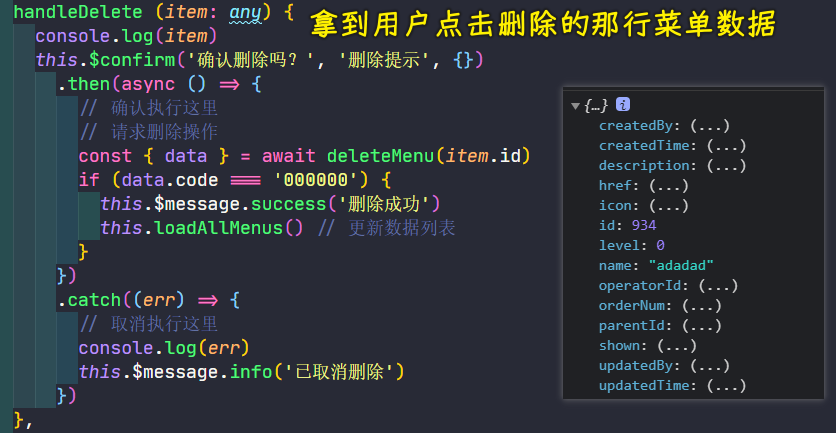 handleDelete (item: any) {
拿到用户点击删除的那行菜单数据
console.log(item)
this.$confirm('确认删除吗？', '删除提示', {})
.then(async () => {
// 确认执行这里
// 请求删除操作
const { data } = await deleteMenu(item.id)
if (data.code === '000000') {
this.$message.success('删除成功')
this.loadAllMenus() // 更新数据列表
}
})
.catch((err) => {
// 取消执行这里
console.log(err)
this.$message.info('已取消删除')
})
},
▼{…} i
createdBy: (...)
createdTime: (...)
description: (...)
href: (...)
icon: (...)
id: 934
level: 0
name: "adadad"
operatorId: (...)
orderNum: (...)
parentId: (...)
shown: (...)
updatedBy: (...)
updatedTime: (...)